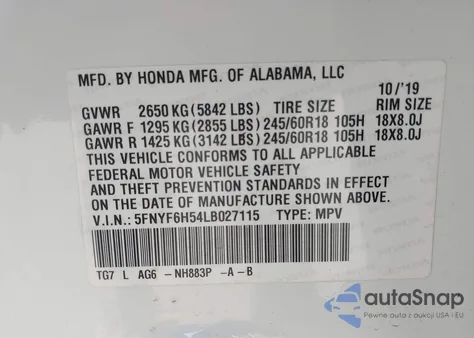 MFD. BY HONDA MFG. OF ALABAMA, LLC
10/'19
GVWR 2650 KG (5842 LBS) TIRE SIZE RIM SIZE
GAWR F 1295 KG (2855 LBS) 245/60R18 105H 18X8.0J
GAWR R 1425 KG (3142 LBS) 245/60R18 105H 18X8.0J
THIS VEHICLE CONFORMS TO ALL APPLICABLE
FEDERAL MOTOR VEHICLE SAFETY
AND THEFT PREVENTION STANDARDS IN EFFECT
ON THE DATE OF MANUFACTURE SHOWN ABOVE.
V.I.N.: 5FNYF6H54LB027115 TYPE: MPV
TG7 L AG6 -NH883P -A-B
autoSnap
Pewne auta z aukcji USA i EU